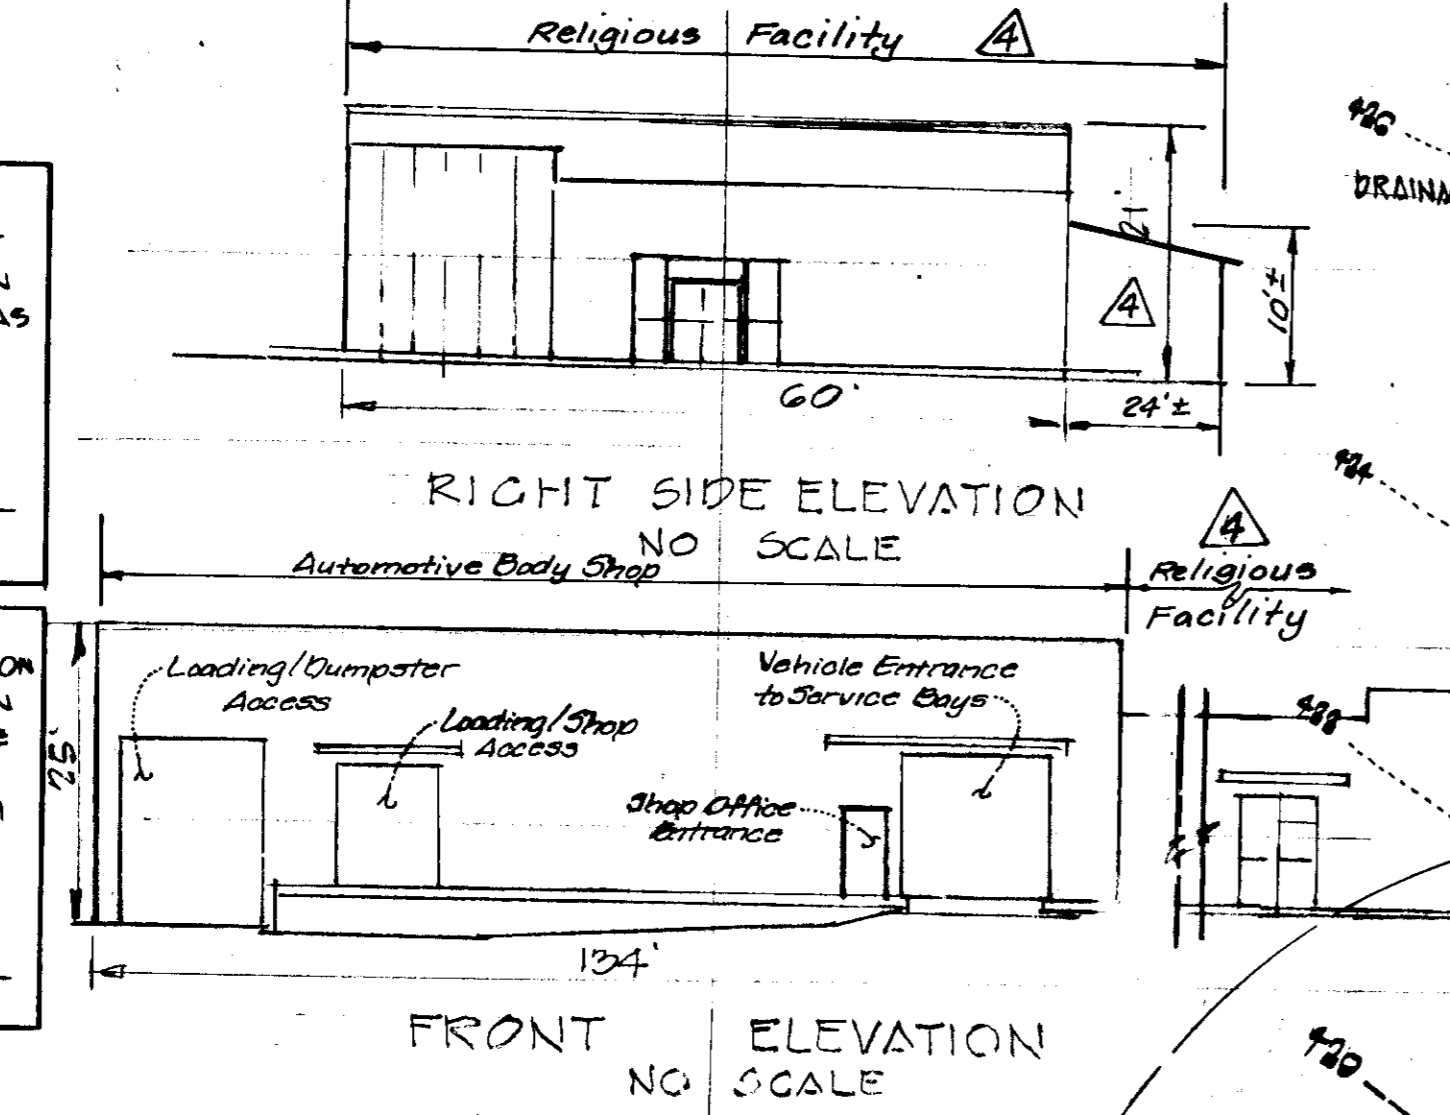 Religious Facility 4
426
DRAINA
AS
21'
4
10'±
60'
24'±
RIGHT SIDE ELEVATION
NO SCALE
424
4
Automotive Body Shop
Religious
Facility
ON
Loading/Dumpster
Access
Loading/Shop
Access
Vehicle Entrance
to Service Bays
25'
Shop Office
Entrance
134'
FRONT ELEVATION
NO SCALE
420